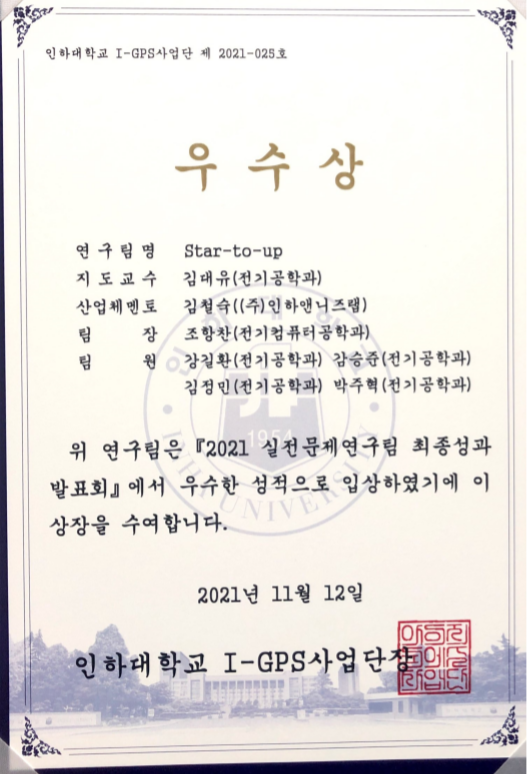 인하대학교 I-GPS사업단 제 2021-025호
우수상
연구팀명 Star-to-up
지도교수 김대유(전기공학과)
산업체멘토 김철숙((주)인하앤니즈랩)
팀 장 조항찬(전기컴퓨터공학과)
팀 원 강길환(전기공학과) 감승준(전기공학과)
김정민(전기공학과) 박주혁(전기공학과)
위 연구팀은 『2021 실전문제연구팀 최종성과
발표회』에서 우수한 성적으로 입상하였기에 이
상장을 수여합니다.
1954
INHA UNIVERSITY
2021년 11월 12일
인하대학교 I-GPS사업단장